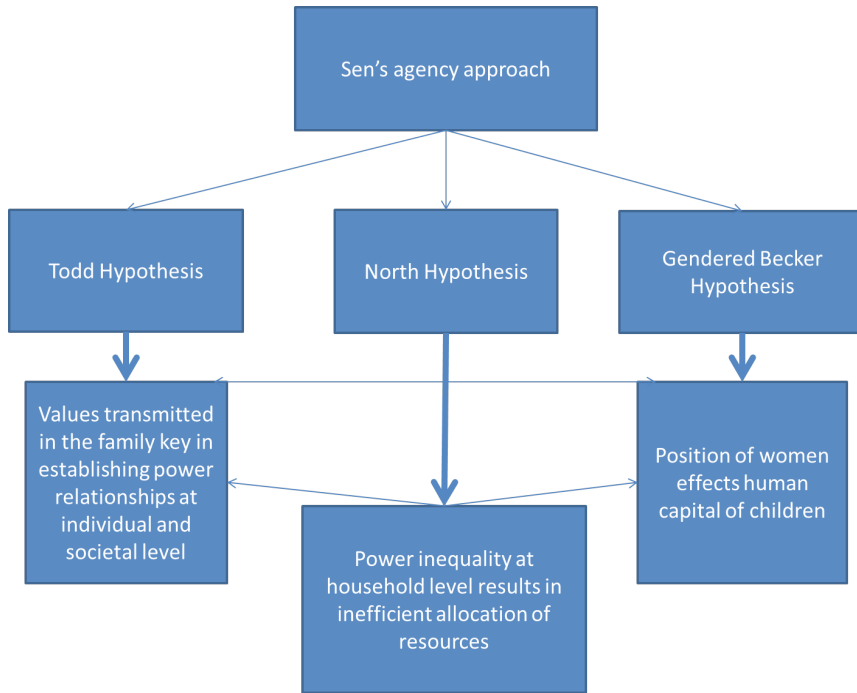 Sen’s agency approach
Todd Hypothesis
North Hypothesis
Gendered Becker
Hypothesis
Values transmitted
in the family key in
establishing power
relationships at
individual and
societal level
Power inequality at
household level results in
inefficient allocation of
resources
Position of women
effects human
capital of children